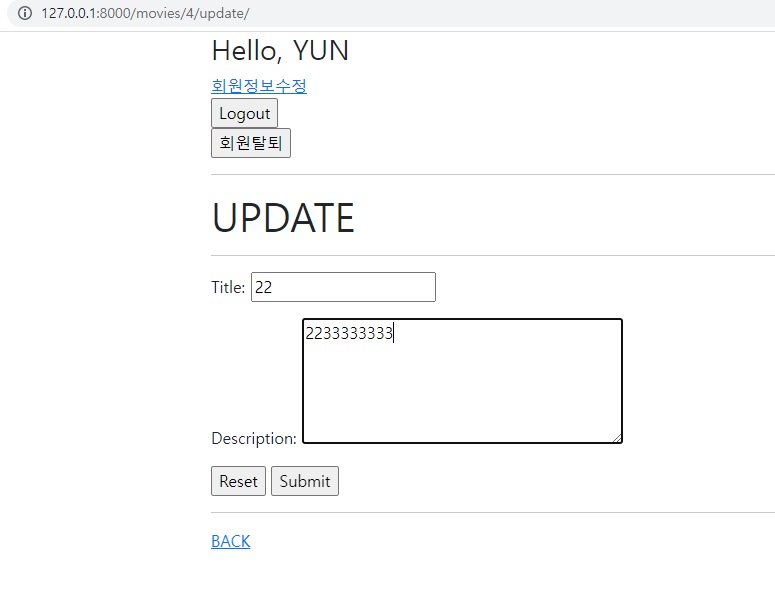 127.0.0.1:8000/movies/4/update/
Hello, YUN
회원정보수정
Logout
회원탈퇴
UPDATE
Title: 22
2233333333
Description:
Reset Submit
BACK